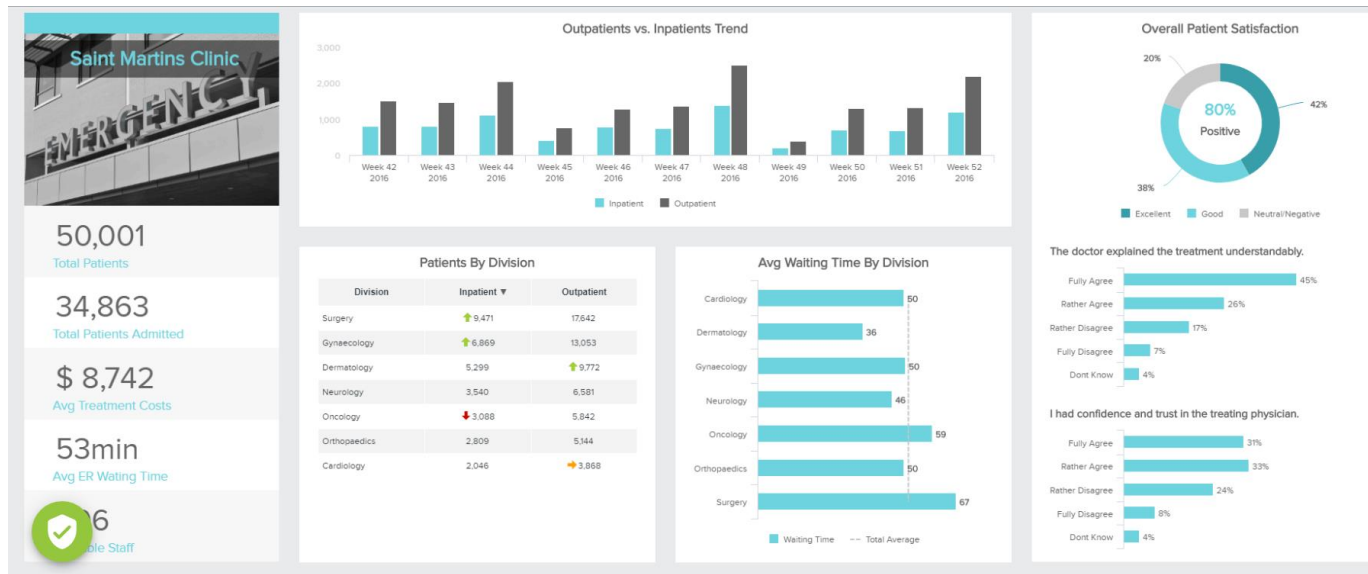 Saint Martins Clinic
EMERGENCY
50,001
Total Patients
34,863
Total Patients Admitted
$ 8,742
Avg Treatment Costs
53min
Avg ER Wating Time
6
Staff
Outpatients vs. Inpatients Trend
3,000
2,000
1,000
0
Week 42 Week 43 Week 44 Week 45 Week 46 Week 47 Week 48 Week 49 Week 50 Week 51 Week 52
2016 2016 2016 2016 2016 2016 2016 2016 2016 2016 2016
Inpatient Outpatient
Patients By Division
Division Inpatient ▼ Outpatient
Surgery 9,471 17,642
Gynaecology 6,869 13,053
Dermatology 5,299 9,772
Neurology 3,540 6,581
Oncology 3,088 5,842
Orthopaedics 2,809 5,144
Cardiology 2,046 3,868
Avg Waiting Time By Division
Cardiology 50
Dermatology 36
Gynaecology 50
Neurology 46
Oncology 59
Orthopaedics 50
Surgery 67
Waiting Time Total Average
Overall Patient Satisfaction
20%
42%
80%
Positive
38%
Excellent Good Neutral/Negative
The doctor explained the treatment understandably.
Fully Agree 45%
Rather Agree 26%
Rather Disagree 17%
Fully Disagree 7%
Dont Know 4%
I had confidence and trust in the treating physician.
Fully Agree 31%
Rather Agree 33%
Rather Disagree 24%
Fully Disagree 8%
Dont Know 4%